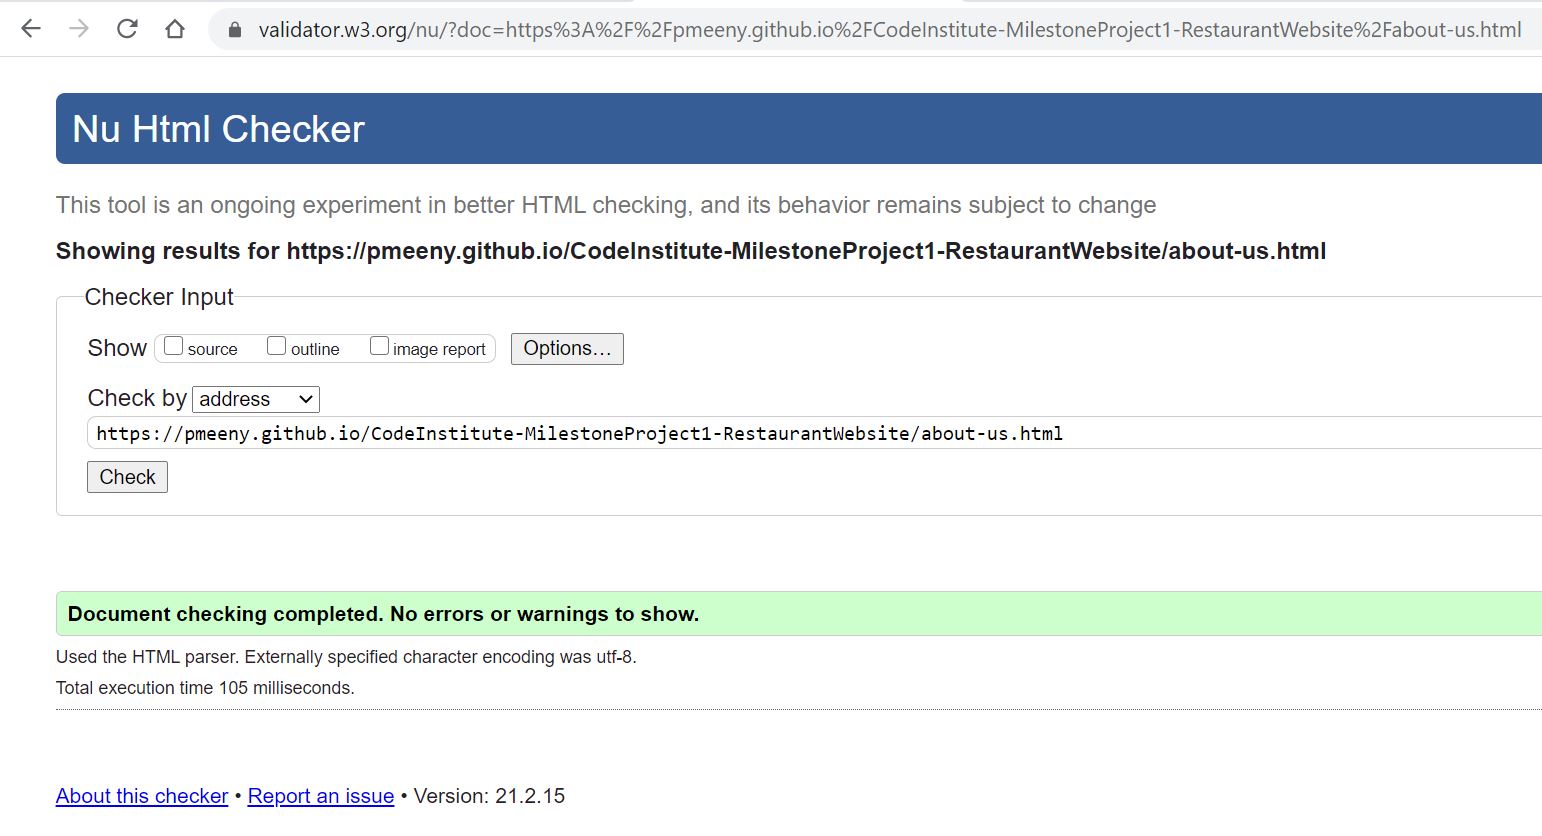 validator.w3.org/nu/?doc=https%3A%2F%2Fpmeeny.github.io%2FCodeInstitute-MilestoneProject1-RestaurantWebsite%2Fabout-us.html
Nu Html Checker
This tool is an ongoing experiment in better HTML checking, and its behavior remains subject to change
Showing results for https://pmeeny.github.io/CodeInstitute-MilestoneProject1-RestaurantWebsite/about-us.html
Checker Input
Show source outline image report Options...
Check by address
https://pmeeny.github.io/CodeInstitute-MilestoneProject1-RestaurantWebsite/about-us.html
Check
Document checking completed. No errors or warnings to show.
Used the HTML parser. Externally specified character encoding was utf-8.
Total execution time 105 milliseconds.
About this checker • Report an issue • Version: 21.2.15